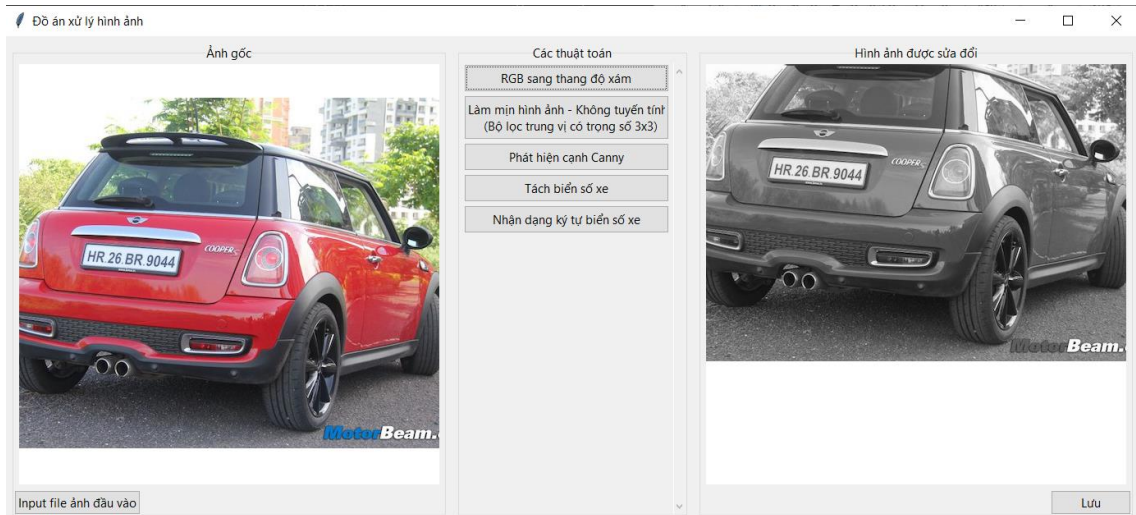 Đồ án xử lý hình ảnh
Ảnh gốc
HR.26.BR.9044
COOPER S
MotorBeam.
Input file ảnh đầu vào
Các thuật toán
RGB sang thang độ xám
Làm mịn hình ảnh - Không tuyến tính
(Bộ lọc trung vị có trọng số 3x3)
Phát hiện cạnh Canny
Tách biển số xe
Nhận dạng ký tự biển số xe
Hình ảnh được sửa đổi
HR.26.BR.9044
COOPER S
MotorBeam.
Lưu